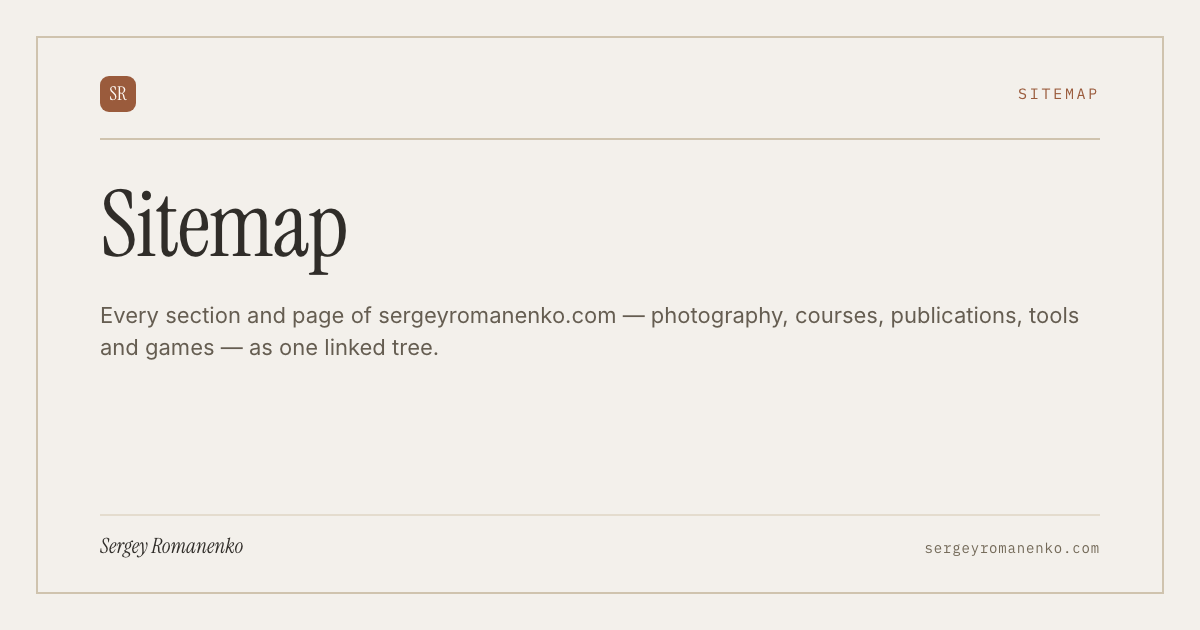 SR
SITEMAP
Sitemap
Every section and page of sergeyromanenko.com — photography, courses, publications, tools
and games — as one linked tree.
Sergey Romanenko
sergeyromanenko.com